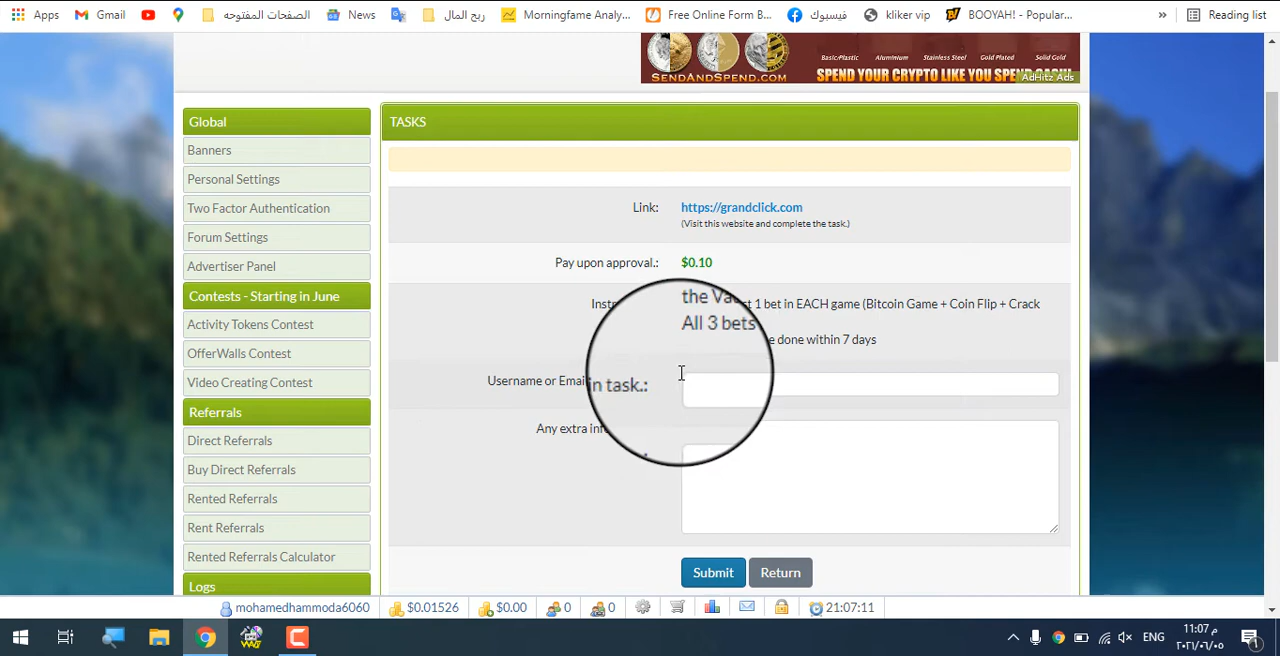 Apps
Gmail
الصفحات المفتوحه
News
ربح المال
Morningfame Analy...
Free Online Form B...
فيسبوك
kliker vip
BOOYAH! - Popular...
»
Reading list
SENDANDSPEND.COM
Basic/Plastic Aluminium Stainless Steel Gold Plated Solid Gold
SPEND YOUR CRYPTO LIKE YOU SPE
AdHitz Ads
Global
Banners
Personal Settings
Two Factor Authentication
Forum Settings
Advertiser Panel
Contests - Starting in June
Activity Tokens Contest
OfferWalls Contest
Video Creating Contest
Referrals
Direct Referrals
Buy Direct Referrals
Rented Referrals
Rent Referrals
Rented Referrals Calculator
Logs
TASKS
Link: https://grandclick.com
(Visit this website and complete the task.)
Pay upon approval.: $0.10
1 bet in EACH game (Bitcoin Game + Coin Flip + Crack
the
All 3 bets
e done within 7 days
Username or Emai
in task.:
Any extra
Submit
Return
mohamedhammoda6060 $0.01526 $0.00 0 0 21:07:11
ENG
11:07 م
٢٠٢١/٠٦/٠٥
1